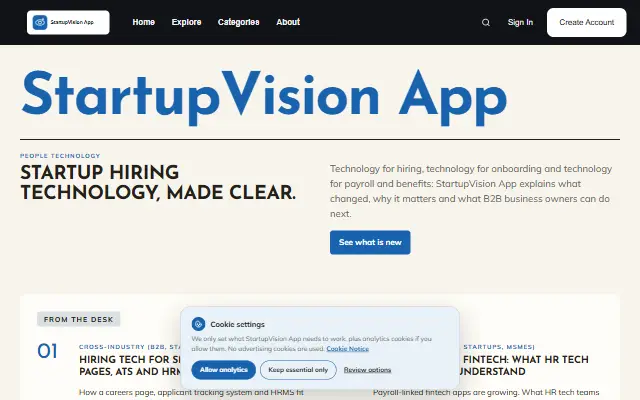 StartupVision App
Home
Explore
Categories
About
Sign In
Create Account
StartupVision App
PEOPLE TECHNOLOGY
STARTUP HIRING
TECHNOLOGY, MADE CLEAR.
Technology for hiring, technology for onboarding and technology
for payroll and benefits: StartupVision App explains what
changed, why it matters and what B2B business owners can do
next.
See what is new
FROM THE DESK
01
CROSS-INDUSTRY (B2B,
HIRING TECH FOR
PAGES, ATS AND
How a careers page, applicant tracking system and HRMS fit
STARTUPS, MSMES)
FINTECH: WHAT HR TECH
UNDERSTAND
Payroll-linked fintech apps are growing. What HR tech teams
Cookie settings
We only set what StartupVision App needs to work, plus analytics cookies if you
allow them. No advertising cookies are used. Cookie Notice
Allow analytics
Keep essential only
Review options